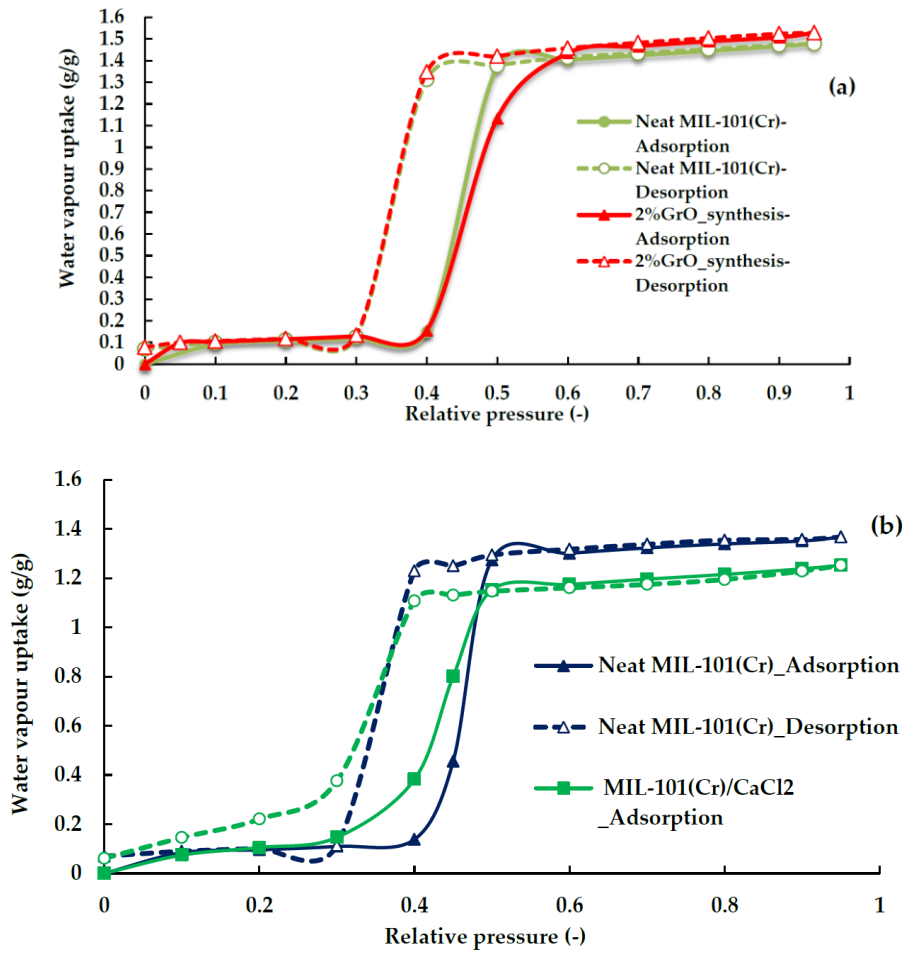 1.6
1.5
1.4
1.3
1.2
1.1
1
0.9
0.8
0.7
0.6
0.5
0.4
0.3
0.2
0.1
0
Water vapour uptake (g/g)
(a)
Neat MIL-101(Cr)-
Adsorption
Neat MIL-101(Cr)-
Desorption
2%GrO_synthesis-
Adsorption
2%GrO_synthesis-
Desorption
0 0.1 0.2 0.3 0.4 0.5 0.6 0.7 0.8 0.9 1
Relative pressure (-)
1.6
1.4
1.2
1
0.8
0.6
0.4
0.2
0
Water vapour uptake (g/g)
(b)
Neat MIL-101(Cr)_Adsorption
Neat MIL-101(Cr)_Desorption
MIL-101(Cr)/CaCl2
_Adsorption
0 0.2 0.4 0.6 0.8 1
Relative pressure (-)